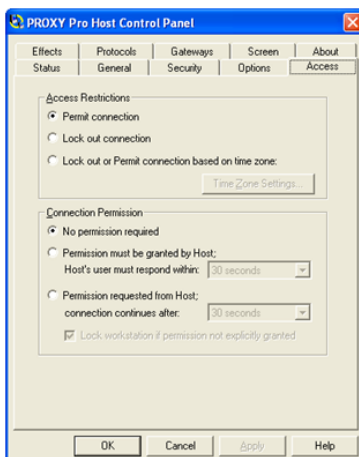 PROXY Pro Host Control Panel
Effects Protocols Gateways Screen About
Status General Security Options Access
Access Restrictions
Permit connection
Lock out connection
Lock out or Permit connection based on time zone:
Time Zone Settings...
Connection Permission
No permission required
Permission must be granted by Host;
Host's user must respond within: 30 seconds
Permission requested from Host;
connection continues after: 30 seconds
Lock workstation if permission not explicitly granted
OK Cancel Apply Help